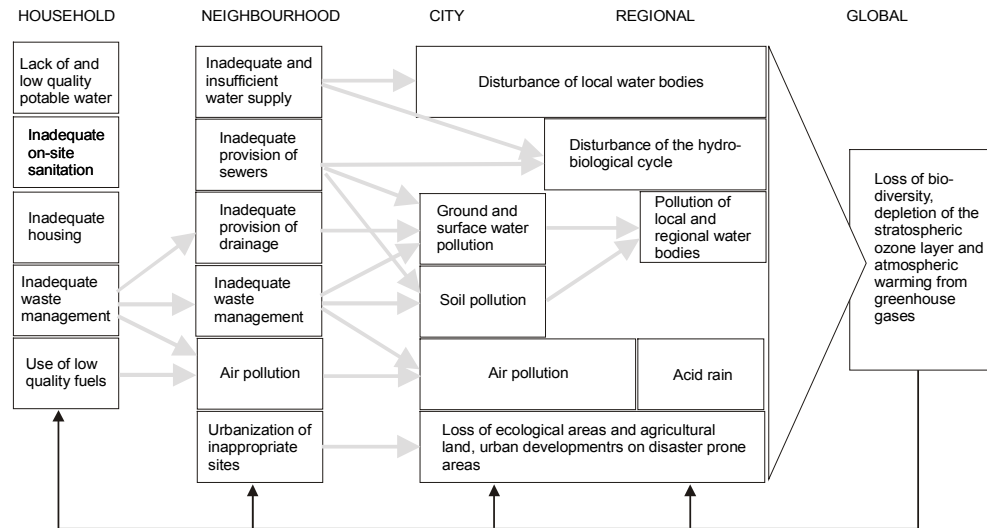 HOUSEHOLD
NEIGHBOURHOOD
CITY
REGIONAL
GLOBAL
Lack of and
low quality
potable water
Inadequate
on-site
sanitation
Inadequate
housing
Inadequate
waste
management
Use of low
quality fuels
Inadequate and
insufficient
water supply
Inadequate
provision of
sewers
Inadequate
provision of
drainage
Inadequate
waste
management
Air pollution
Urbanization of
inappropriate
sites
Disturbance of local water bodies
Disturbance of the hydro-
biological cycle
Ground and
surface water
pollution
Pollution of
local and
regional water
bodies
Soil pollution
Air pollution
Acid rain
Loss of ecological areas and agricultural
land, urban developmentrs on disaster prone
areas
Loss of bio-
diversity,
depletion of the
stratospheric
ozone layer and
atmospheric
warming from
greenhouse
gases